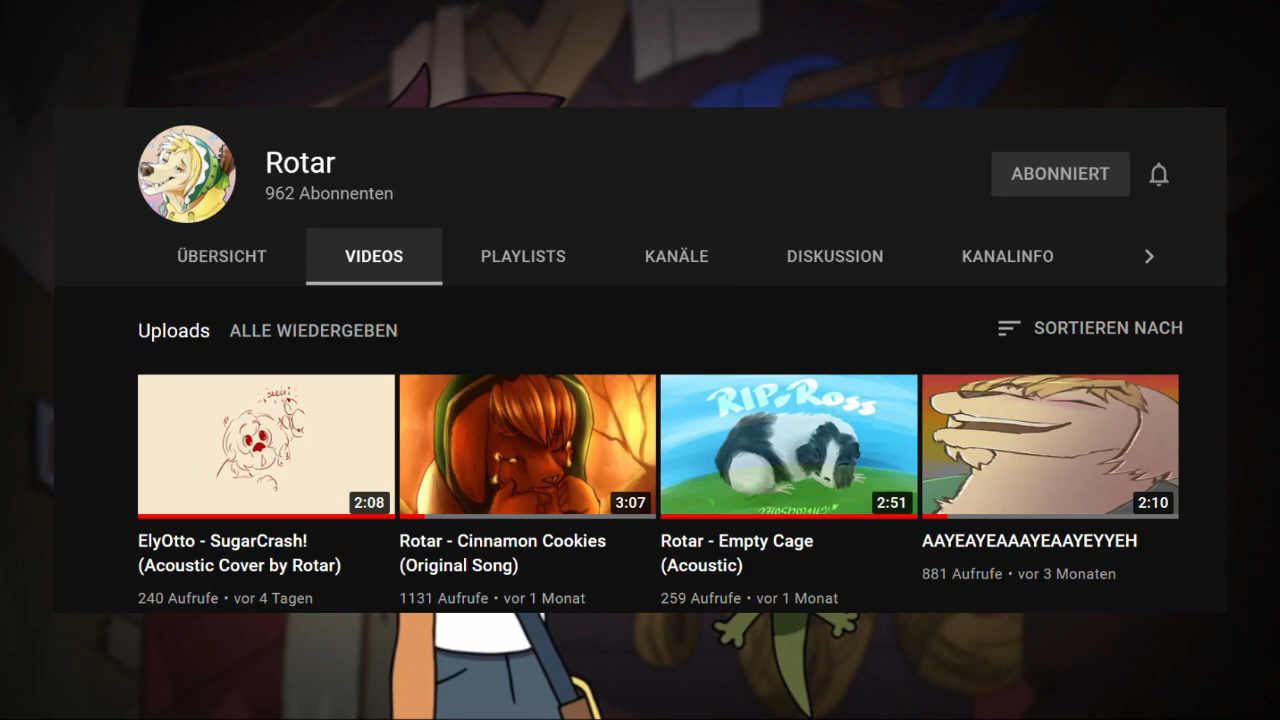 Rotar
962 Abonnenten
ABONNIERT
ÜBERSICHT
VIDEOS
PLAYLISTS
KANÄLE
DISKUSSION
KANALINFO
Uploads
ALLE WIEDERGEBEN
SORTIEREN NACH
2:08
ElyOtto - SugarCrash!
(Acoustic Cover by Rotar)
240 Aufrufe • vor 4 Tagen
3:07
Rotar - Cinnamon Cookies
(Original Song)
1131 Aufrufe • vor 1 Monat
RIP Ross
2:51
Rotar - Empty Cage
(Acoustic)
259 Aufrufe • vor 1 Monat
2:10
AAYEAYEAAAYEAAYEYYEH
881 Aufrufe • vor 3 Monaten